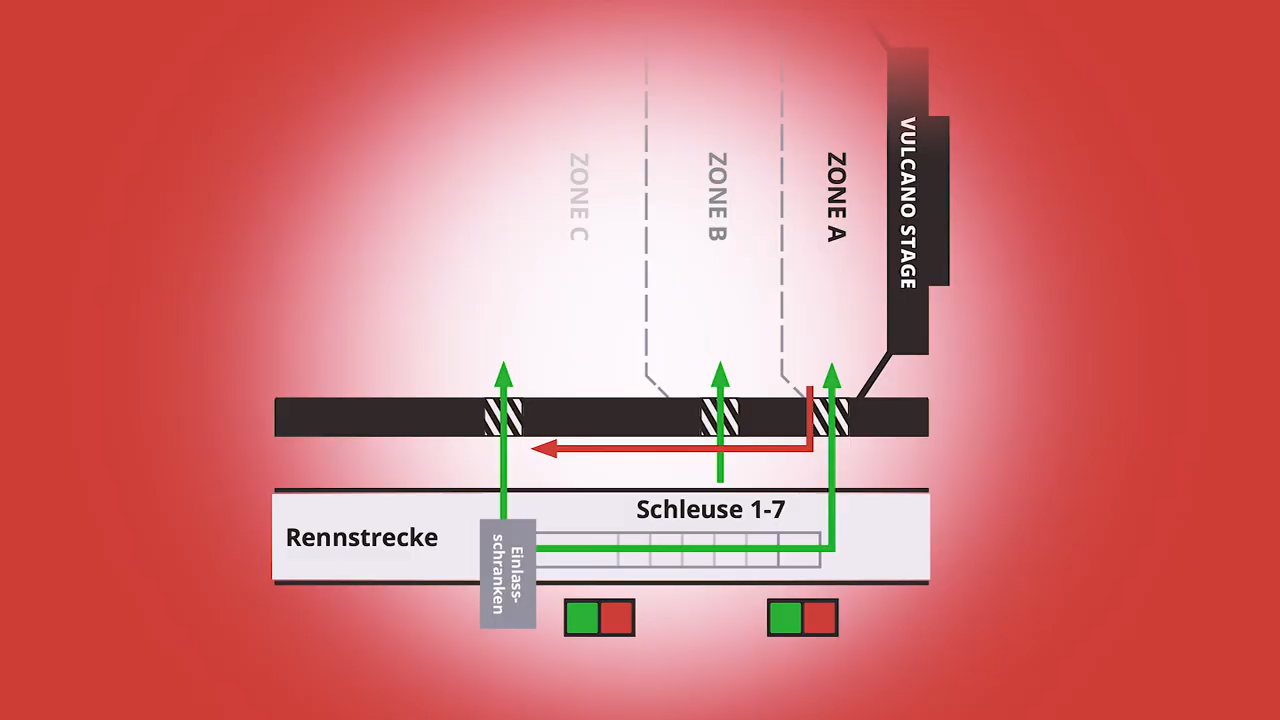 ZONE C
ZONE B
ZONE A
VULCANO STAGE
Schleuse 1-7
Rennstrecke
Einlass-
schranken